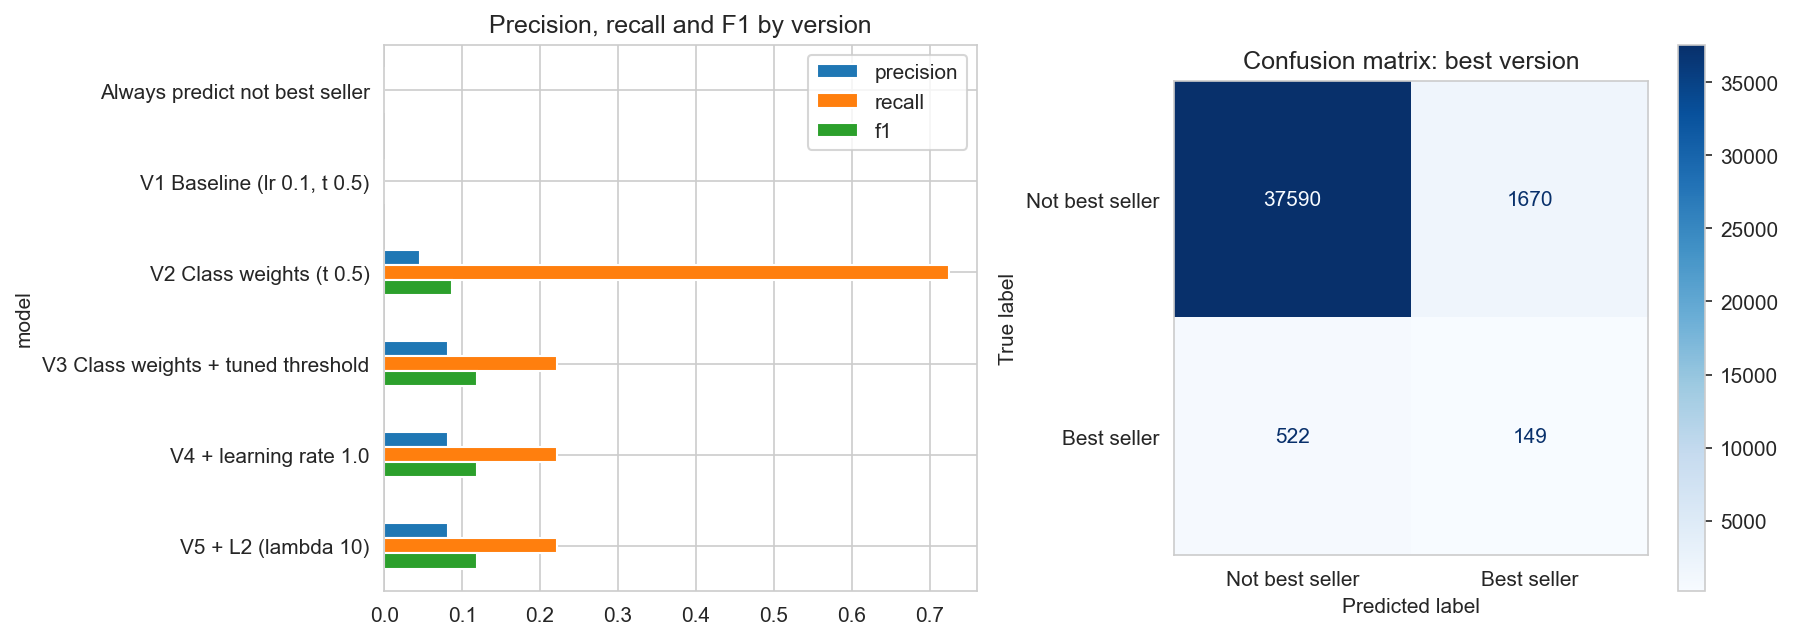 Precision, recall and F1 by version
precision
recall
f1
model
Always predict not best seller
V1 Baseline (lr 0.1, t 0.5)
V2 Class weights (t 0.5)
V3 Class weights + tuned threshold
V4 + learning rate 1.0
V5 + L2 (lambda 10)
0.0 0.1 0.2 0.3 0.4 0.5 0.6 0.7
Confusion matrix: best version
True label
Not best seller
37590 1670
Best seller
522 149
Not best seller Best seller
Predicted label
35000
30000
25000
20000
15000
10000
5000